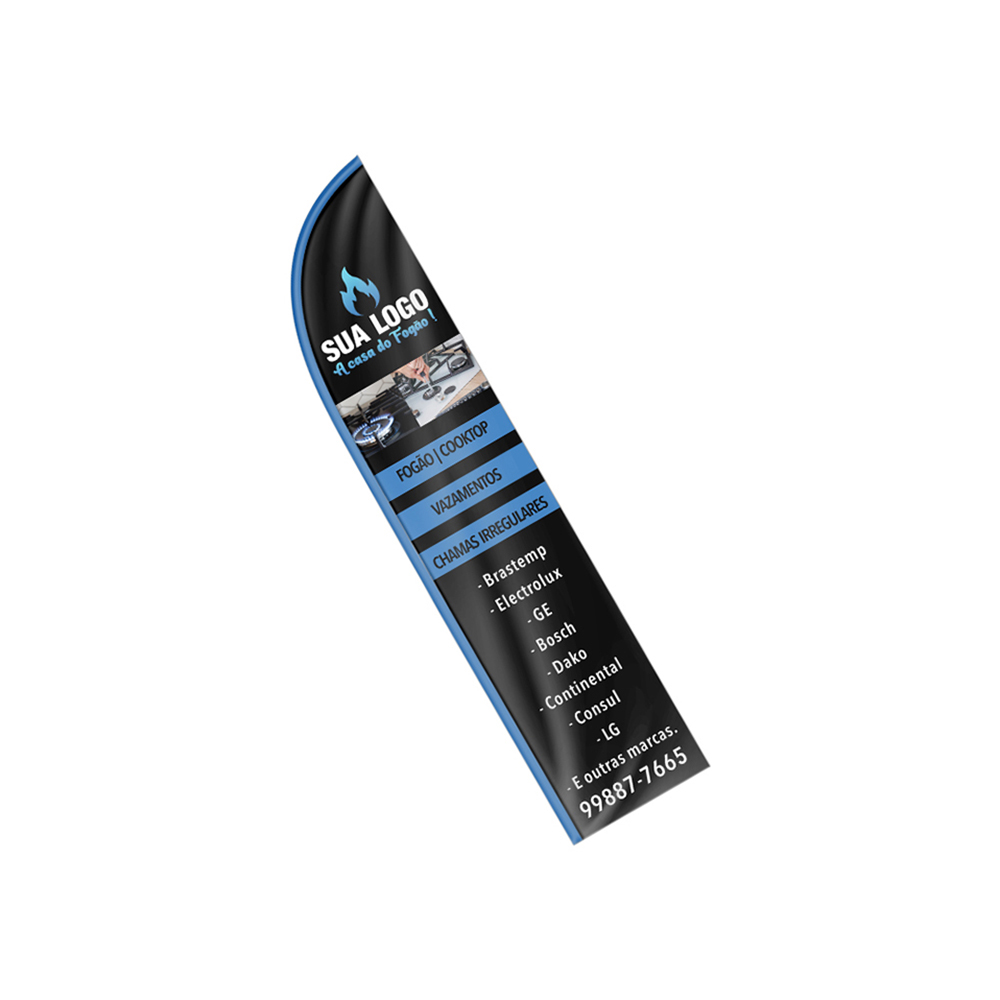 SUA LOGO
A casa do Fogão !
FOGÃO | COOKTOP
VAZAMENTOS
CHAMAS IRREGULARES
- Brastemp
- Electrolux
- GE
- Bosch
- Dako
- Continental
- Consul
- LG
- E outras marcas.
99887-7665